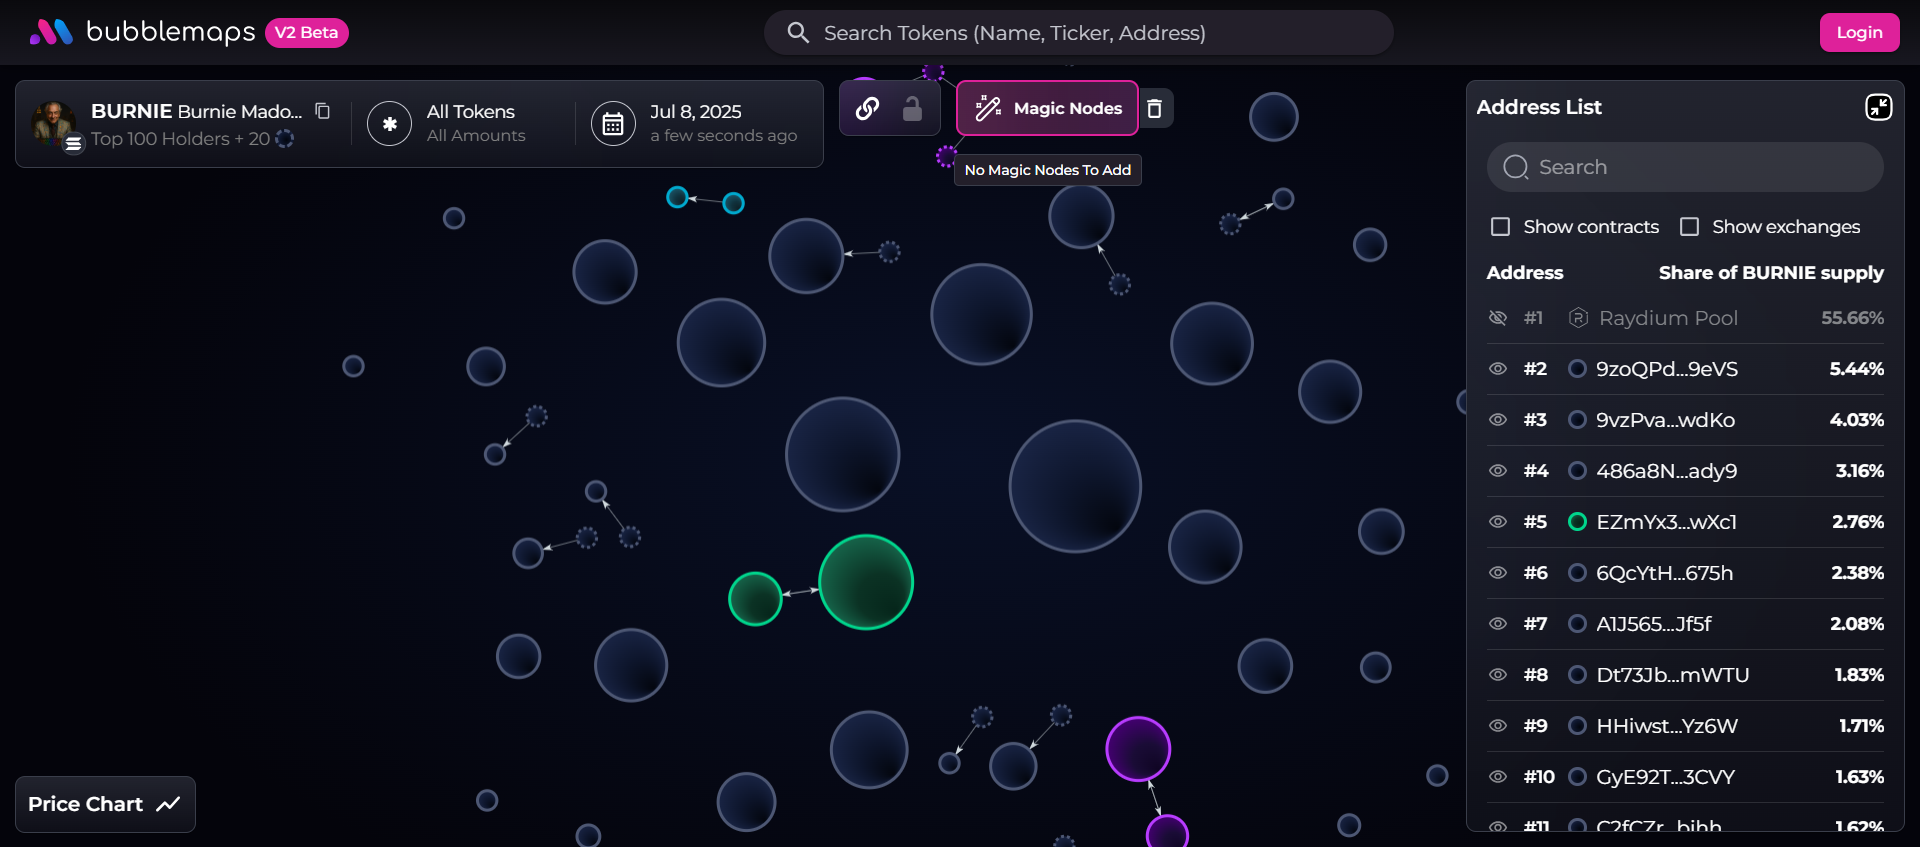 bubblemaps V2 Beta
Search Tokens (Name, Ticker, Address)
Login
BURNIE Burnie Mado...
Top 100 Holders + 20
All Tokens
All Amounts
Jul 8, 2025
a few seconds ago
Magic Nodes
No Magic Nodes To Add
Address List
Search
Show contracts Show exchanges
Address Share of BURNIE supply
#1 Raydium Pool 55.66%
#2 9zoQPd...9eVS 5.44%
#3 9vzPva...wdKo 4.03%
#4 486a8N...ady9 3.16%
#5 EZmYx3...wXc1 2.76%
#6 6QcYtH...675h 2.38%
#7 A1J565...Jf5f 2.08%
#8 Dt73Jb...mWTU 1.83%
#9 HHiwst...Yz6W 1.71%
#10 GyE92T...3CVY 1.63%
#11 1.62%
Price Chart